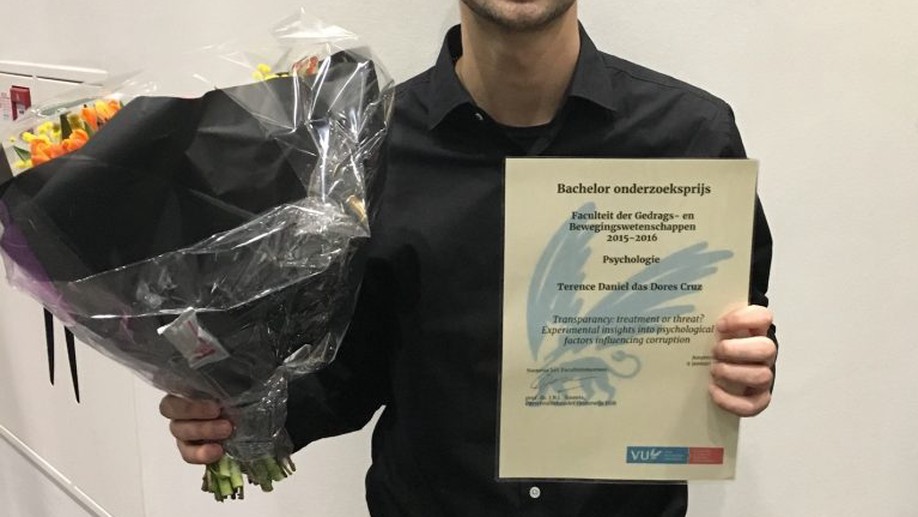 Bachelor onderzoeksprijs
Faculteit der Gedrags- en
Bewegingswetenschappen
2015-2016
Psychologie
Terence Daniel das Dores Cruz
Transparancy: treatment or threat?
Experimental insights into psychological
factors influencing corruption
VU